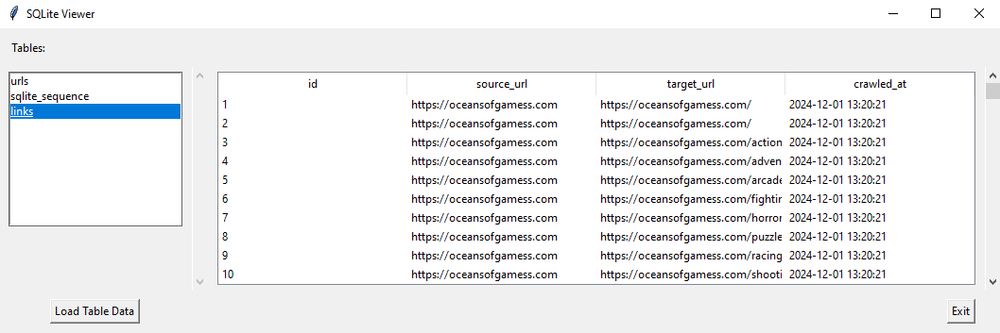 SQLite Viewer
Tables:
urls
sqlite_sequence
links
id source_url target_url crawled_at
1 https://oceansofgamess.com https://oceansofgamess.com/ 2024-12-01 13:20:21
2 https://oceansofgamess.com https://oceansofgamess.com/ 2024-12-01 13:20:21
3 https://oceansofgamess.com https://oceansofgamess.com/action 2024-12-01 13:20:21
4 https://oceansofgamess.com https://oceansofgamess.com/adven 2024-12-01 13:20:21
5 https://oceansofgamess.com https://oceansofgamess.com/arcade 2024-12-01 13:20:21
6 https://oceansofgamess.com https://oceansofgamess.com/fightin 2024-12-01 13:20:21
7 https://oceansofgamess.com https://oceansofgamess.com/horror 2024-12-01 13:20:21
8 https://oceansofgamess.com https://oceansofgamess.com/puzzle 2024-12-01 13:20:21
9 https://oceansofgamess.com https://oceansofgamess.com/racing 2024-12-01 13:20:21
10 https://oceansofgamess.com https://oceansofgamess.com/shooti 2024-12-01 13:20:21
Load Table Data
Exit